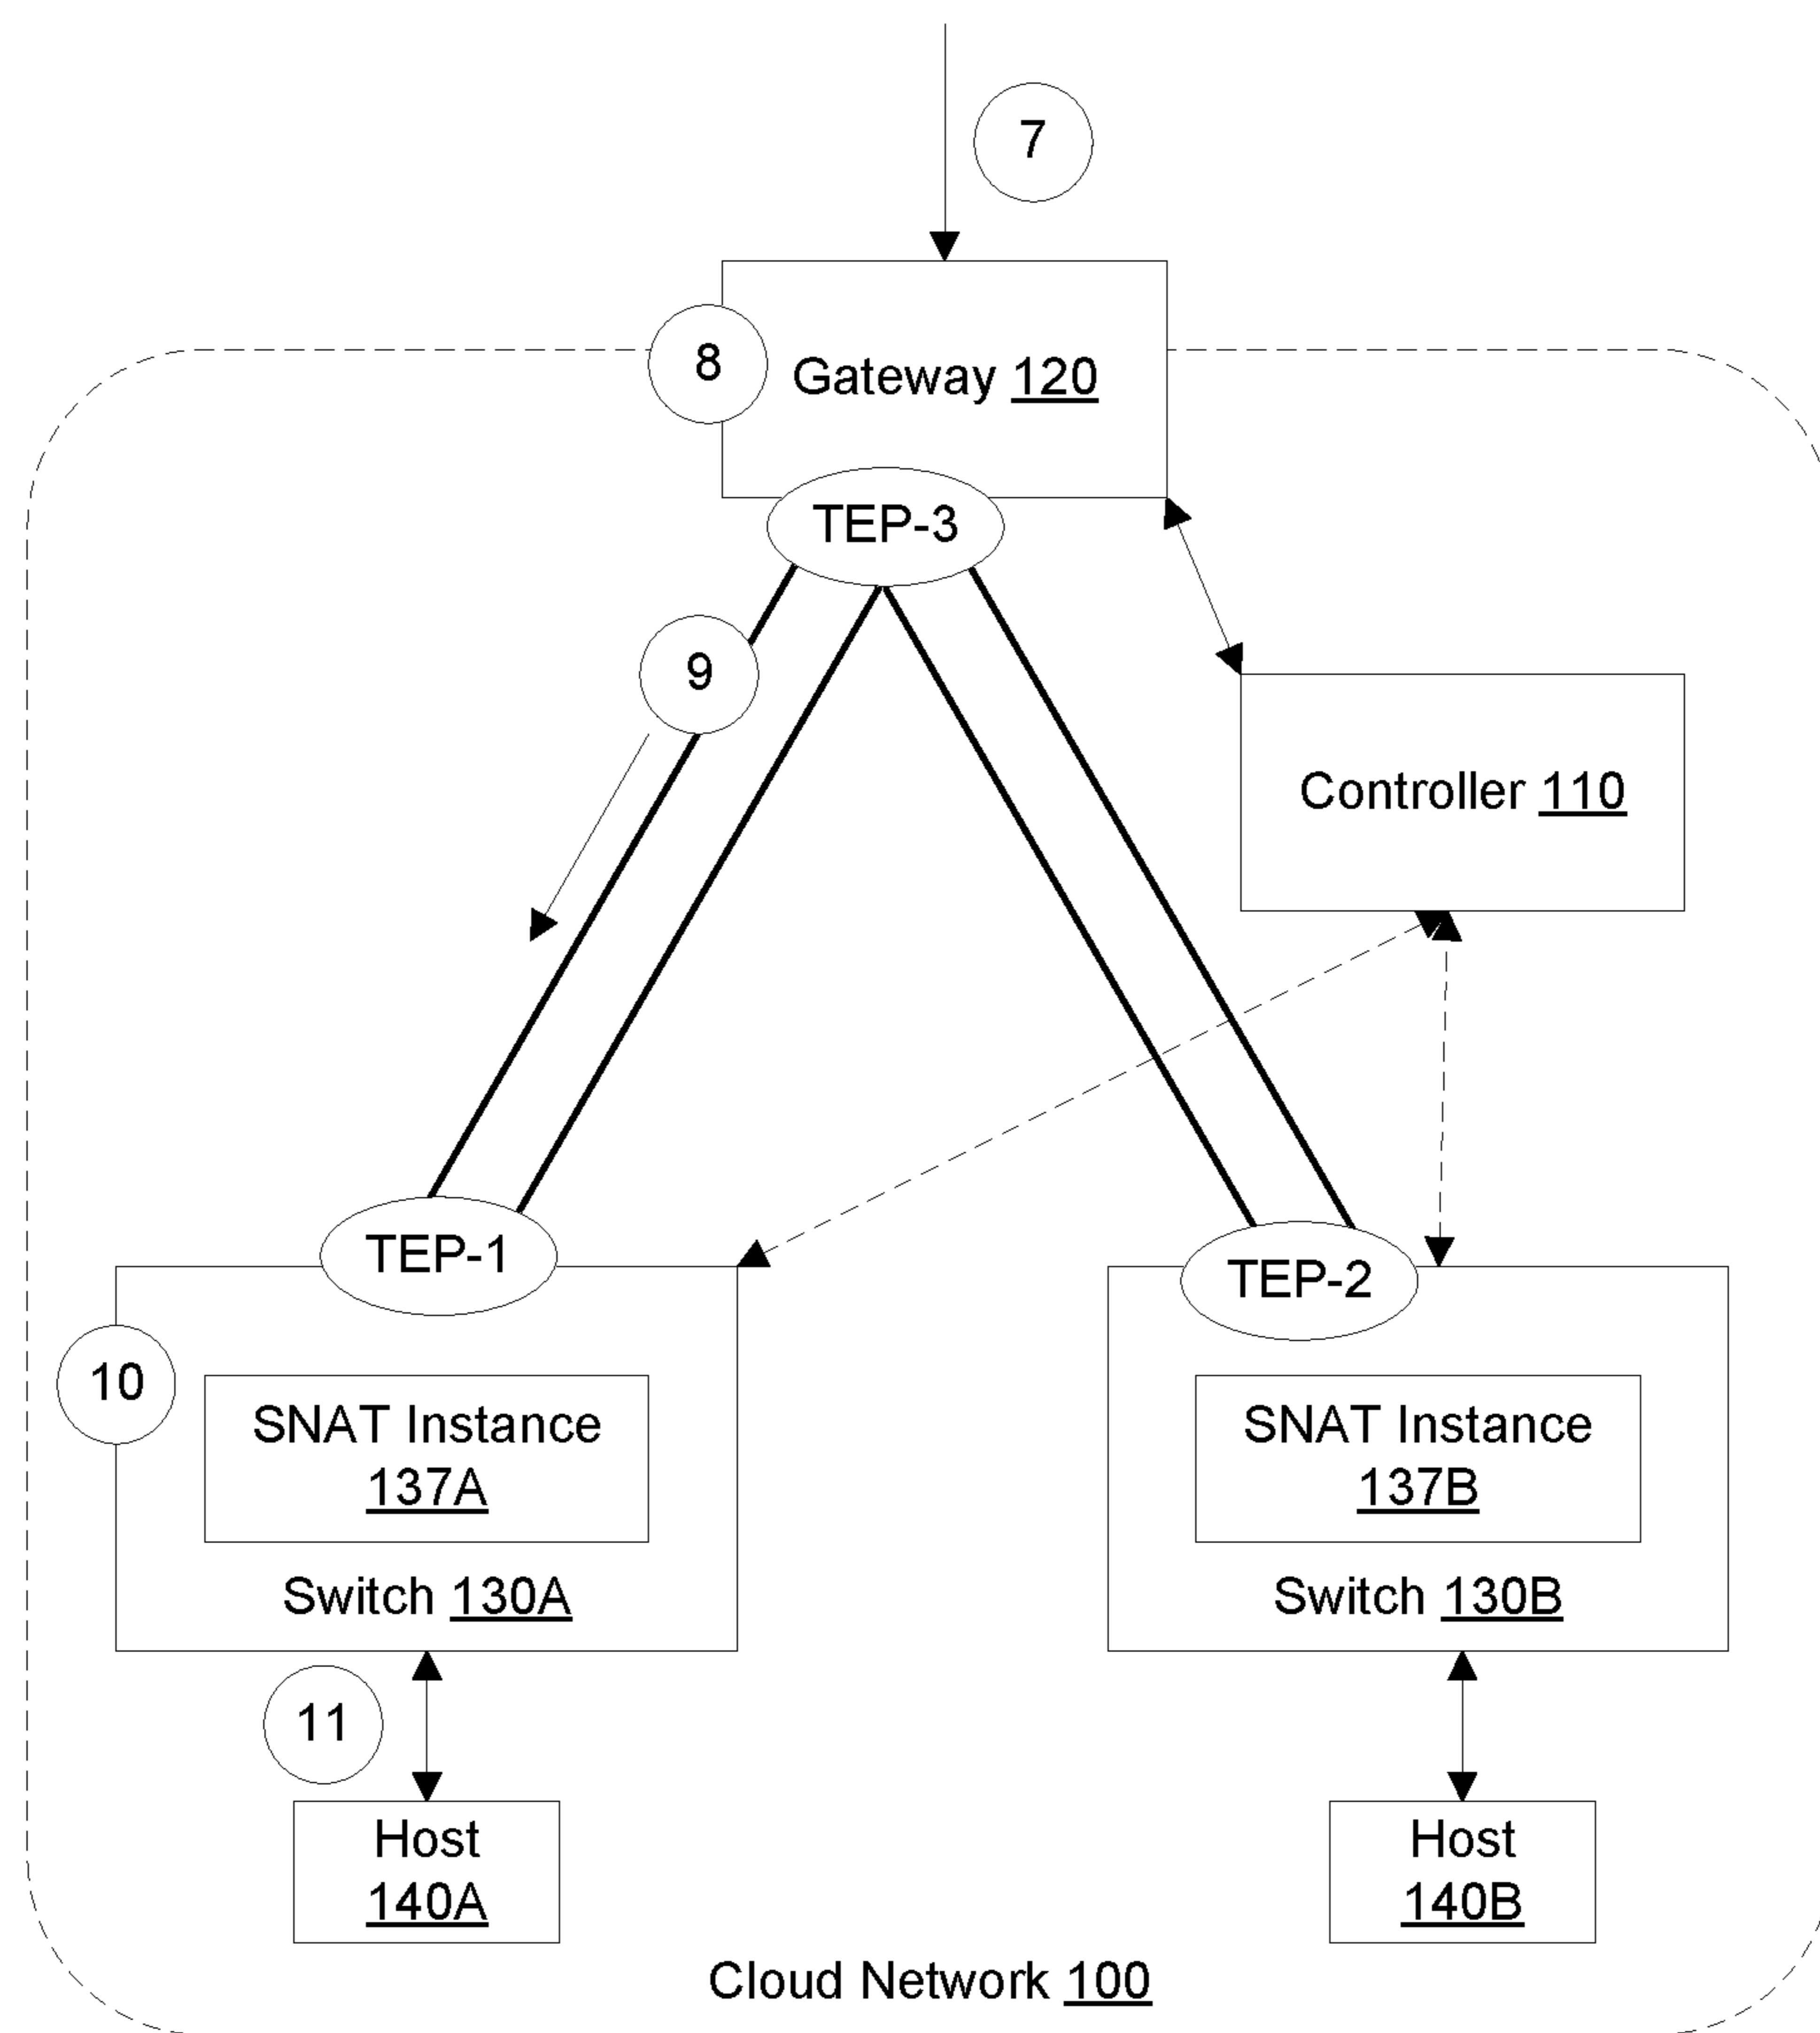 7
8
Gateway 120
TEP-3
9
Controller 110
TEP-1
TEP-2
10
SNAT Instance
137A
SNAT Instance
137B
Switch 130A
Switch 130B
11
Host
140A
Host
140B
Cloud Network 100